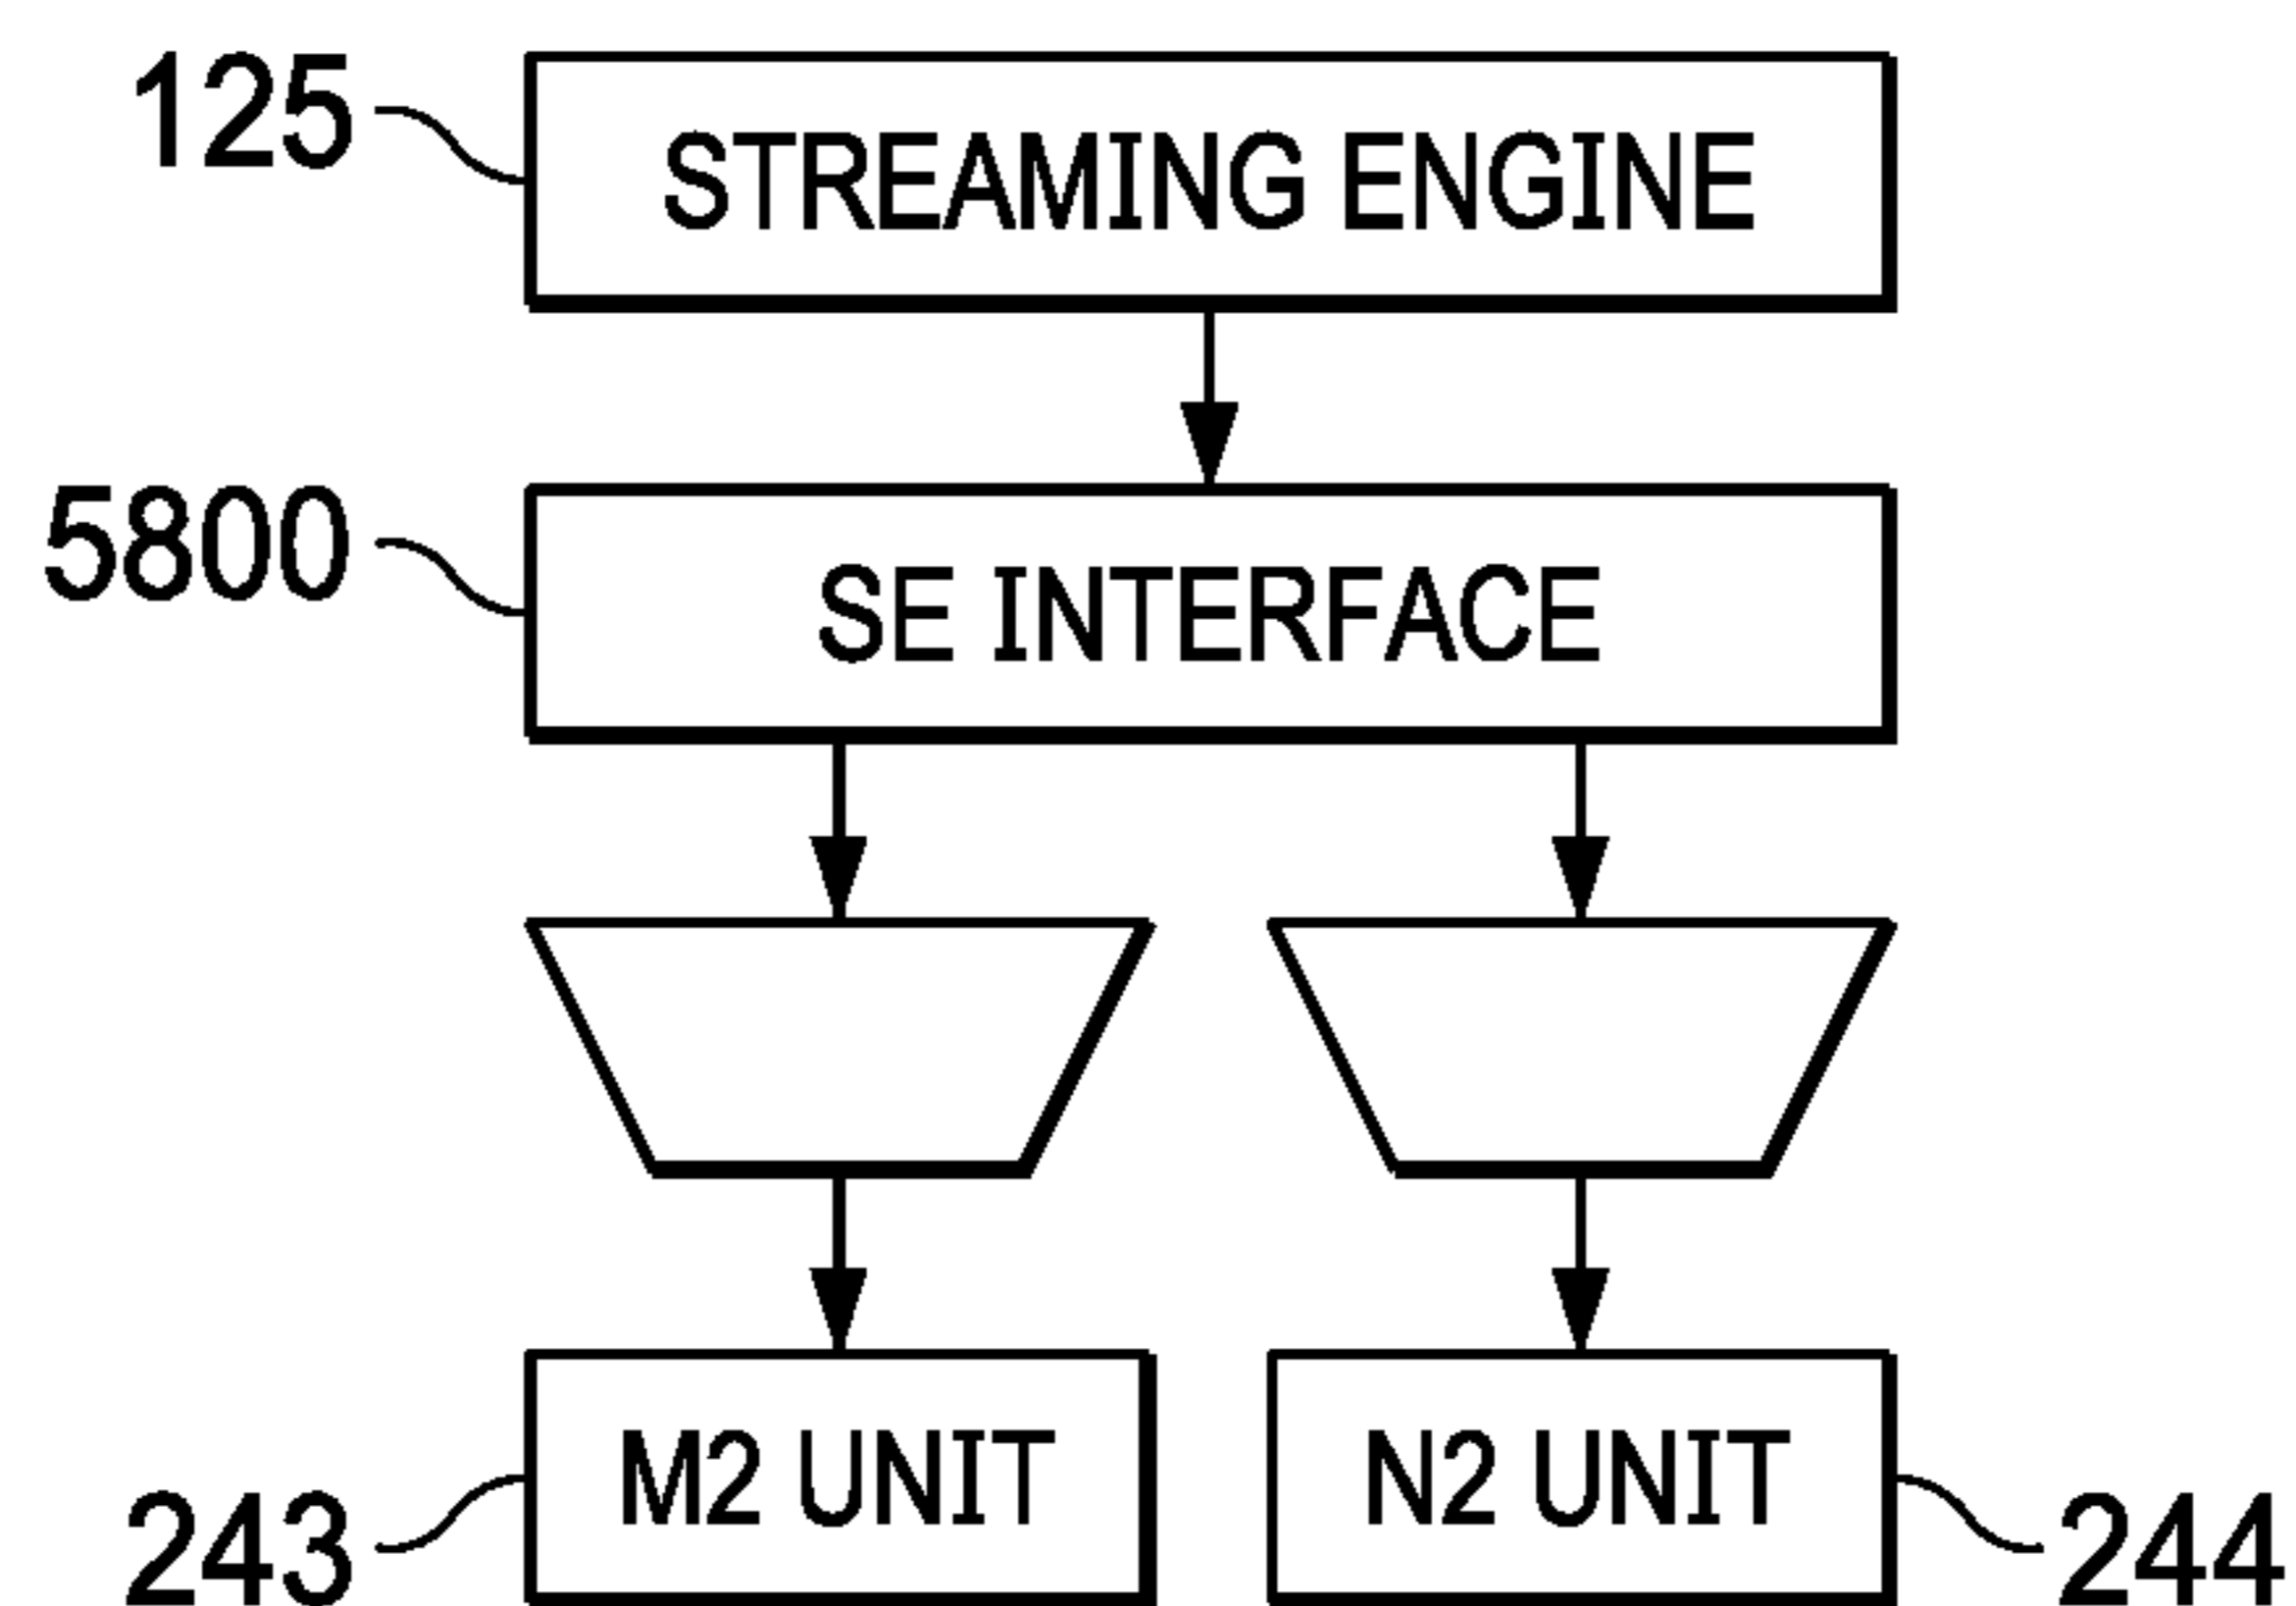 125
STREAMING ENGINE
5800
SE INTERFACE
M2 UNIT
N2 UNIT
243
244